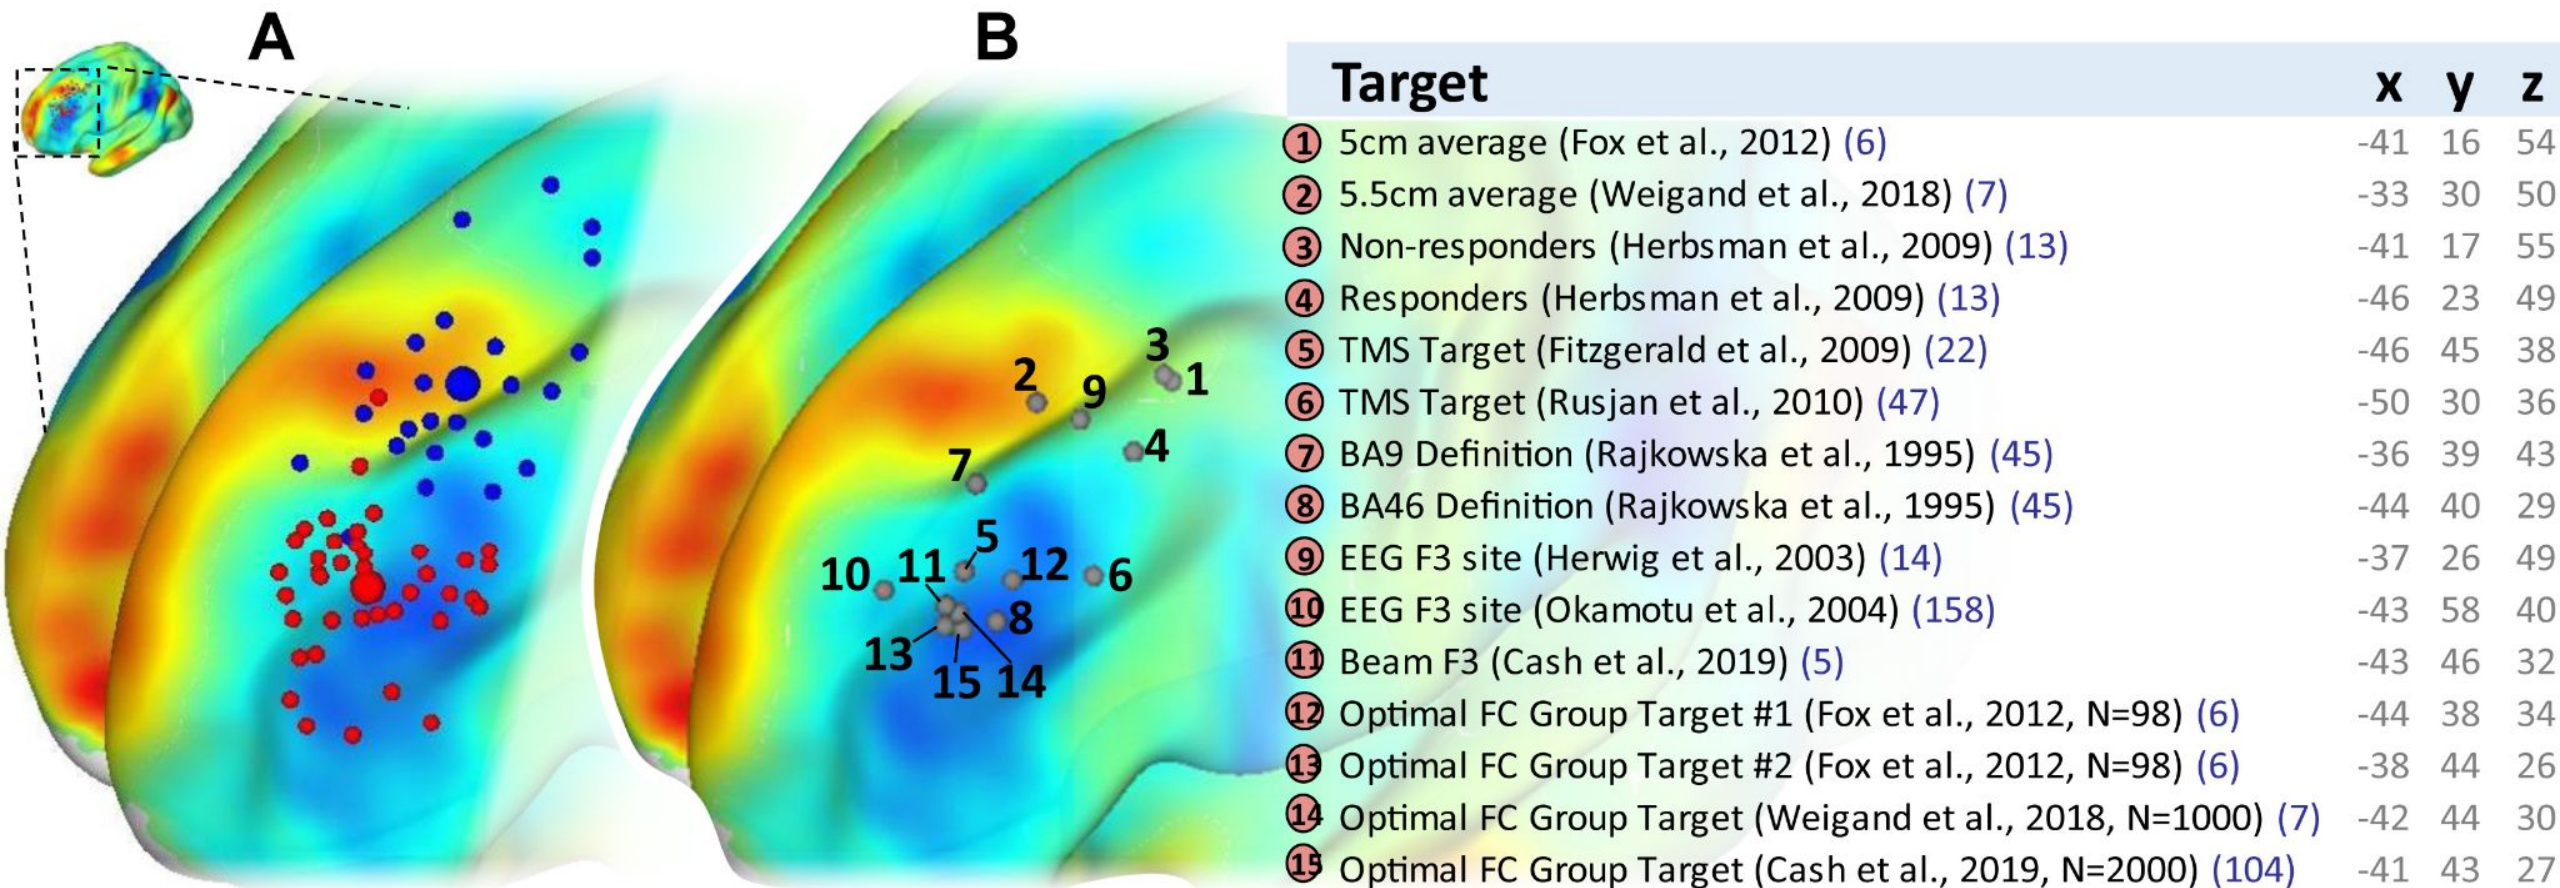 A
B
3
2
1
9
4
7
5
10
11
12
6
8
13
15
14
Target x y z
1 5cm average (Fox et al., 2012) (6) -41 16 54
2 5.5cm average (Weigand et al., 2018) (7) -33 30 50
3 Non-responders (Herbsman et al., 2009) (13) -41 17 55
4 Responders (Herbsman et al., 2009) (13) -46 23 49
5 TMS Target (Fitzgerald et al., 2009) (22) -46 45 38
6 TMS Target (Rusjan et al., 2010) (47) -50 30 36
7 BA9 Definition (Rajkowska et al., 1995) (45) -36 39 43
8 BA46 Definition (Rajkowska et al., 1995) (45) -44 40 29
9 EEG F3 site (Herwig et al., 2003) (14) -37 26 49
10 EEG F3 site (Okamotu et al., 2004) (158) -43 58 40
11 Beam F3 (Cash et al., 2019) (5) -43 46 32
12 Optimal FC Group Target #1 (Fox et al., 2012, N=98) (6) -44 38 34
13 Optimal FC Group Target #2 (Fox et al., 2012, N=98) (6) -38 44 26
14 Optimal FC Group Target (Weigand et al., 2018, N=1000) (7) -42 44 30
15 Optimal FC Group Target (Cash et al., 2019, N=2000) (104) -41 43 27